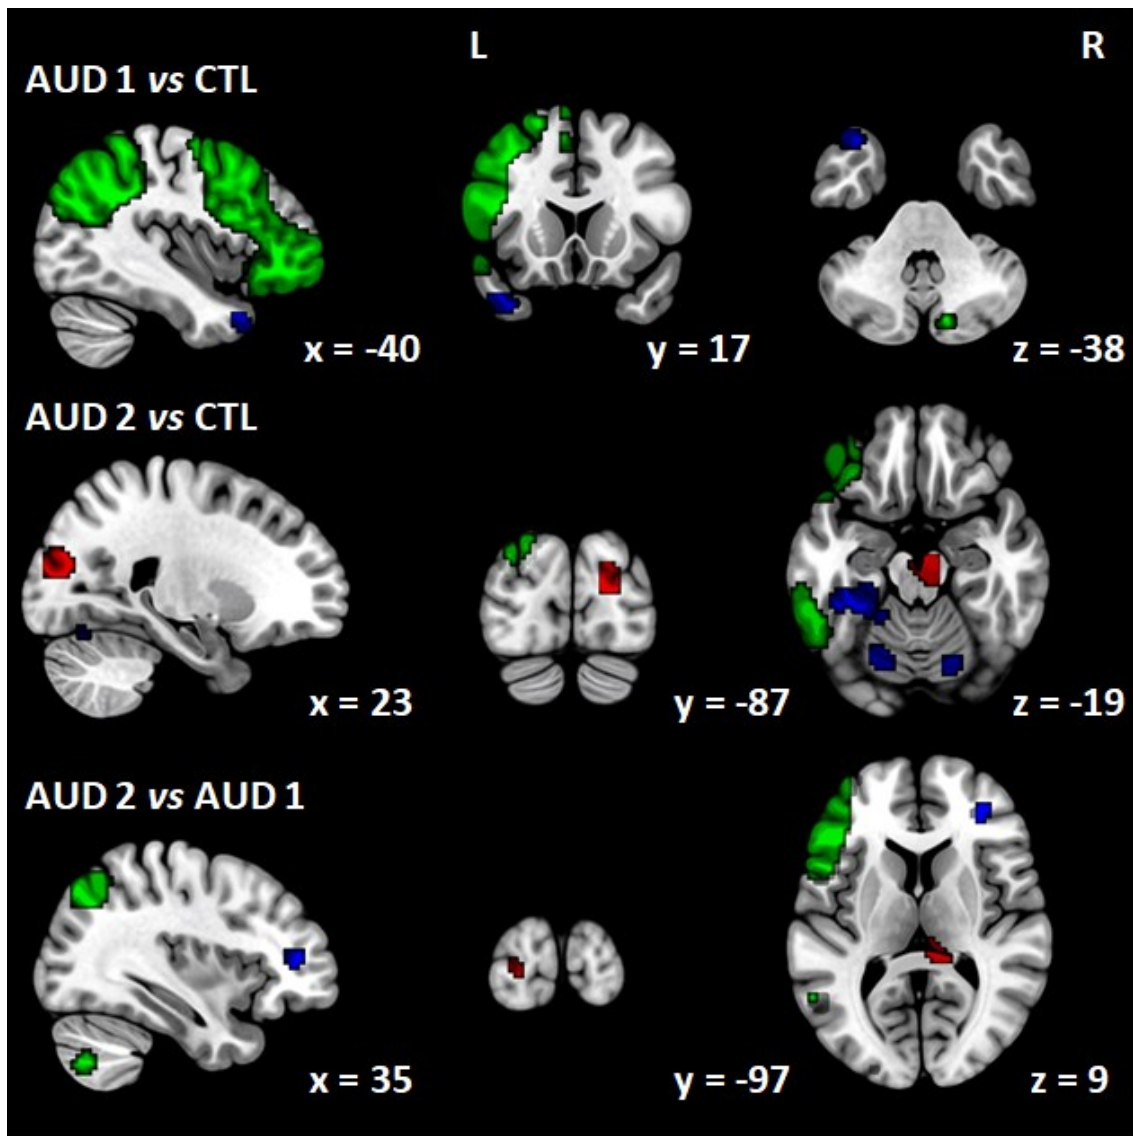 L
R
AUD 1 vs CTL
x = -40
y = 17
z = -38
AUD 2 vs CTL
x = 23
y = -87
z = -19
AUD 2 vs AUD 1
x = 35
y = -97
z = 9